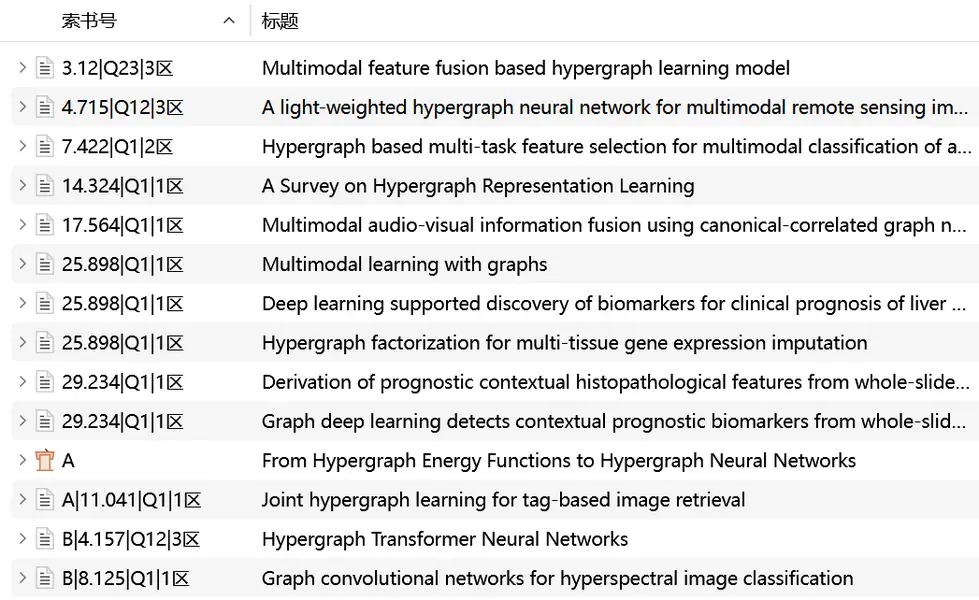 索书号 标题
3.12|Q23|3区 Multimodal feature fusion based hypergraph learning model
4.715|Q12|3区 A light-weighted hypergraph neural network for multimodal remote sensing im...
7.422|Q1|2区 Hypergraph based multi-task feature selection for multimodal classification of a...
14.324|Q1|1区 A Survey on Hypergraph Representation Learning
17.564|Q1|1区 Multimodal audio-visual information fusion using canonical-correlated graph n...
25.898|Q1|1区 Multimodal learning with graphs
25.898|Q1|1区 Deep learning supported discovery of biomarkers for clinical prognosis of liver ...
25.898|Q1|1区 Hypergraph factorization for multi-tissue gene expression imputation
29.234|Q1|1区 Derivation of prognostic contextual histopathological features from whole-slide...
29.234|Q1|1区 Graph deep learning detects contextual prognostic biomarkers from whole-slid...
A From Hypergraph Energy Functions to Hypergraph Neural Networks
A|11.041|Q1|1区 Joint hypergraph learning for tag-based image retrieval
B|4.157|Q12|3区 Hypergraph Transformer Neural Networks
B|8.125|Q1|1区 Graph convolutional networks for hyperspectral image classification